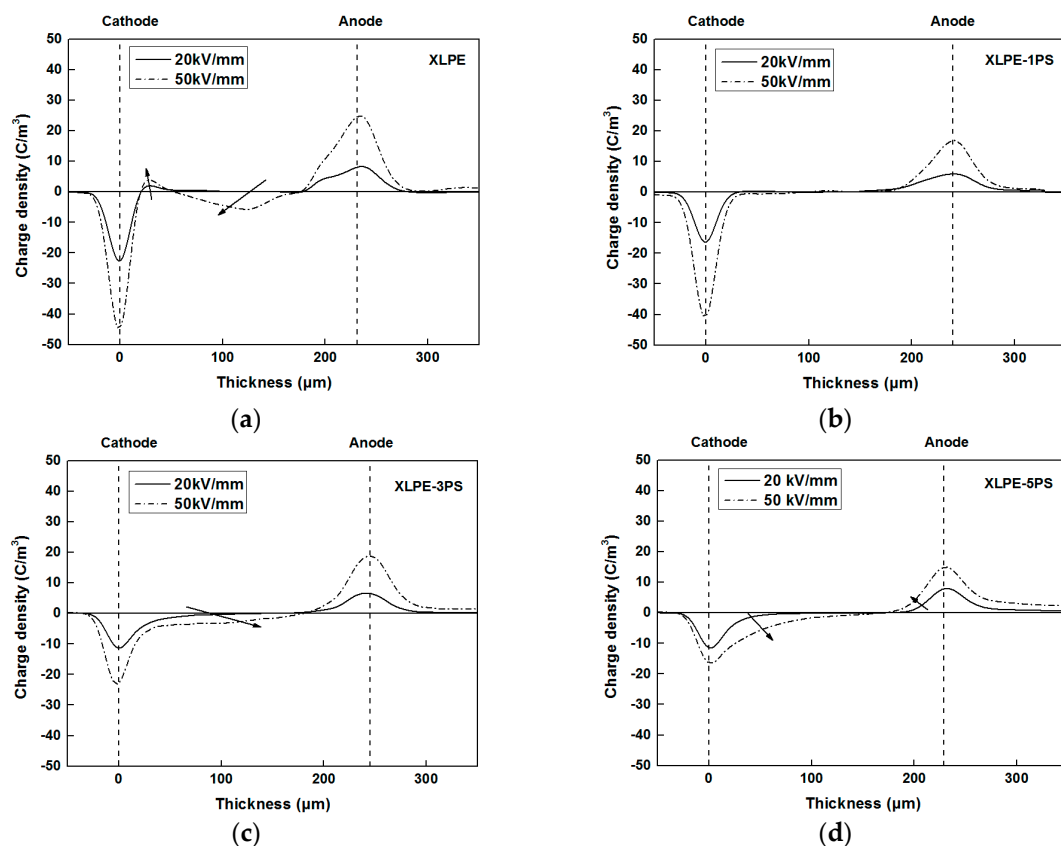 Cathode Anode
XLPE
20kV/mm
50kV/mm
Charge density (C/m³)
50
40
30
20
10
0
-10
-20
-30
-40
-50
0 100 200 300
Thickness (µm)
(a)
Cathode Anode
XLPE-1PS
20kV/mm
50kV/mm
Charge density (C/m³)
50
40
30
20
10
0
-10
-20
-30
-40
-50
0 100 200 300
Thickness (µm)
(b)
Cathode Anode
XLPE-3PS
20kV/mm
50kV/mm
Charge density (C/m³)
50
40
30
20
10
0
-10
-20
-30
-40
-50
0 100 200 300
Thickness (µm)
(c)
Cathode Anode
XLPE-5PS
20 kV/mm
50 kV/mm
Charge density (C/m³)
50
40
30
20
10
0
-10
-20
-30
-40
-50
0 100 200 300
Thickness (µm)
(d)